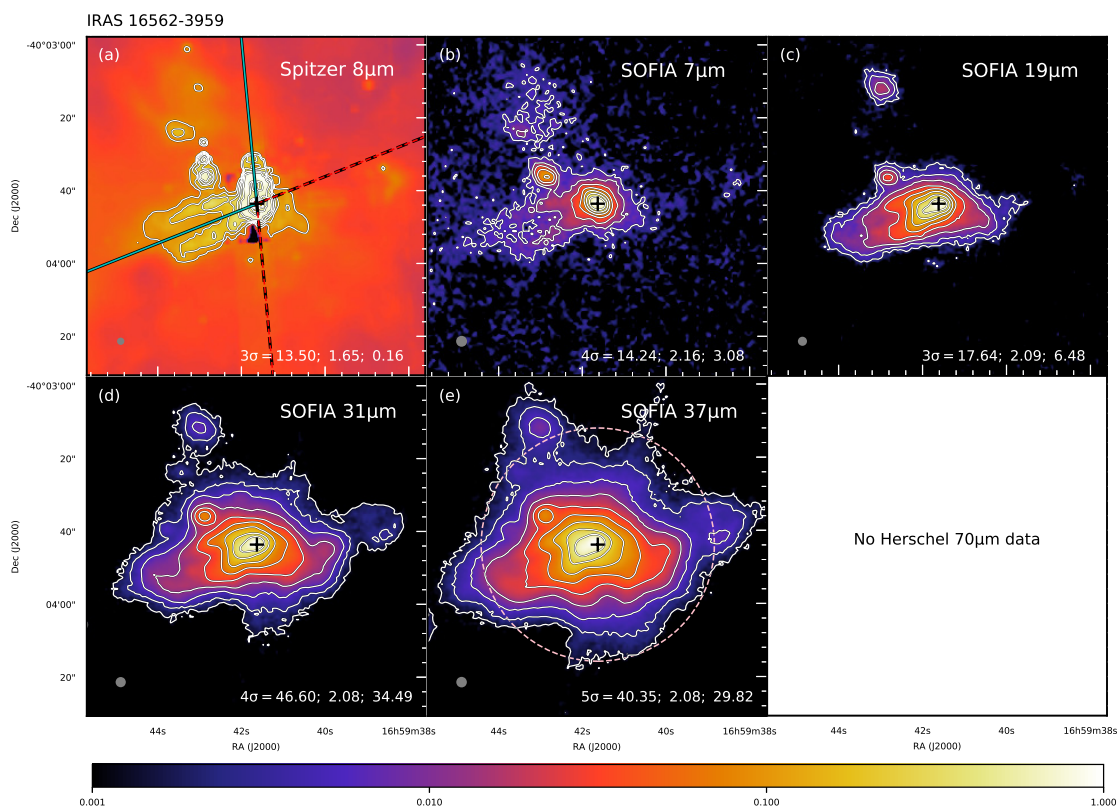 IRAS 16562-3959
(a)
Spitzer 8μm
3σ=13.50; 1.65; 0.16
(b)
SOFIA 7μm
4σ=14.24; 2.16; 3.08
(c)
SOFIA 19μm
3σ=17.64; 2.09; 6.48
-40°03'00"
20"
40"
04'00"
20"
Dec (J2000)
(d)
SOFIA 31μm
4σ=46.60; 2.08; 34.49
(e)
SOFIA 37μm
5σ=40.35; 2.08; 29.82
No Herschel 70μm data
-40°03'00"
20"
40"
04'00"
20"
Dec (J2000)
44s 42s 40s 16h59m38s
RA (J2000)
44s 42s 40s 16h59m38s
RA (J2000)
44s 42s 40s 16h59m38s
RA (J2000)
0.001 0.010 0.100 1.000